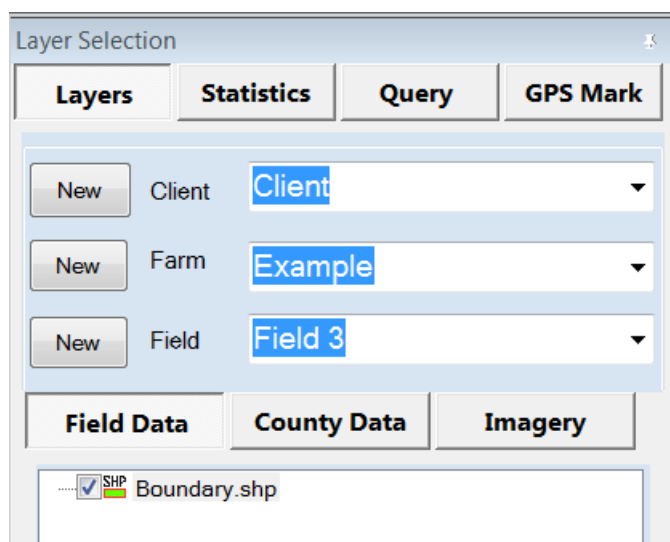 Layer Selection
Layers Statistics Query GPS Mark
New Client Client
New Farm Example
New Field Field 3
Field Data County Data Imagery
SHP Boundary.shp